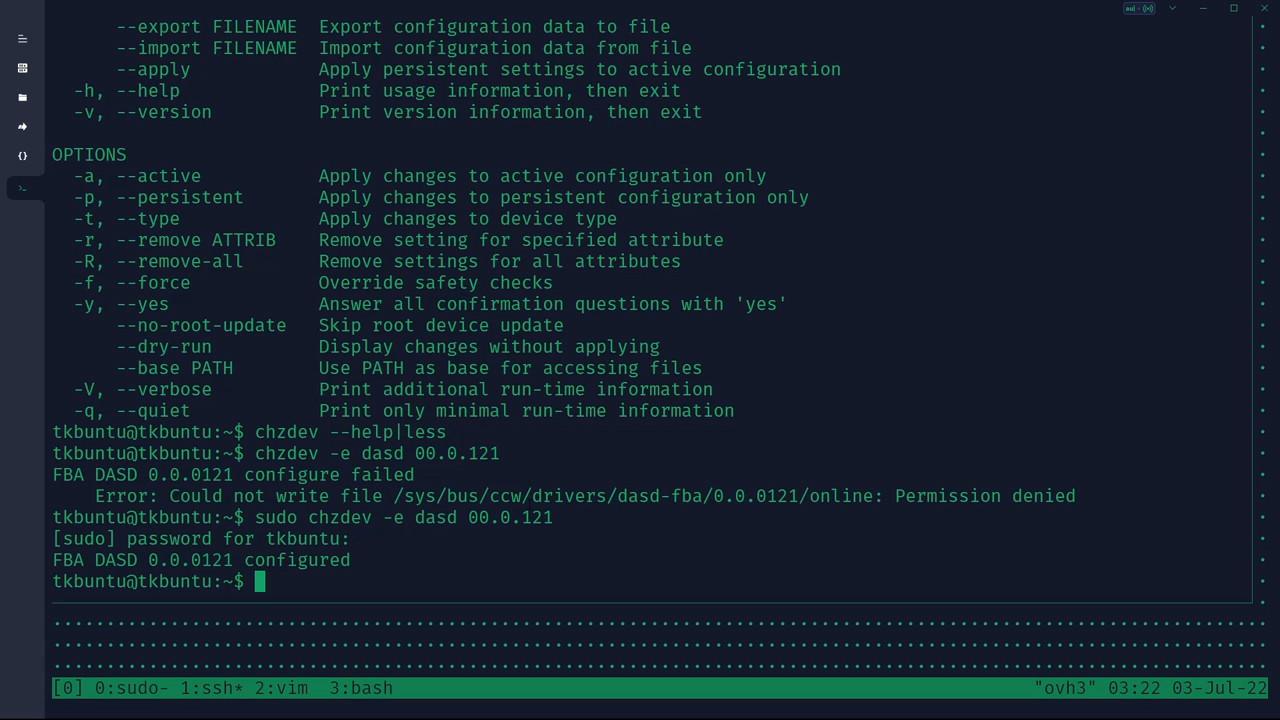 --export FILENAME  Export configuration data to file
--import FILENAME  Import configuration data from file
--apply            Apply persistent settings to active configuration
-h, --help             Print usage information, then exit
-v, --version          Print version information, then exit
OPTIONS
-a, --active           Apply changes to active configuration only
-p, --persistent       Apply changes to persistent configuration only
-t, --type             Apply changes to device type
-r, --remove ATTRIB    Remove setting for specified attribute
-R, --remove-all       Remove settings for all attributes
-f, --force            Override safety checks
-y, --yes              Answer all confirmation questions with 'yes'
--no-root-update   Skip root device update
--dry-run          Display changes without applying
--base PATH        Use PATH as base for accessing files
-V, --verbose          Print additional run-time information
-q, --quiet            Print only minimal run-time information
tkbuntu@tkbuntu:~$ chzdev --help|less
tkbuntu@tkbuntu:~$ chzdev -e dasd 00.0.121
FBA DASD 0.0.0121 configure failed
Error: Could not write file /sys/bus/ccw/drivers/dasd-fba/0.0.0121/online: Permission denied
tkbuntu@tkbuntu:~$ sudo chzdev -e dasd 00.0.121
[sudo] password for tkbuntu:
FBA DASD 0.0.0121 configured
tkbuntu@tkbuntu:~$
[0] 0:sudo- 1:ssh* 2:vim  3:bash "ovh3" 03:22 03-Jul-22